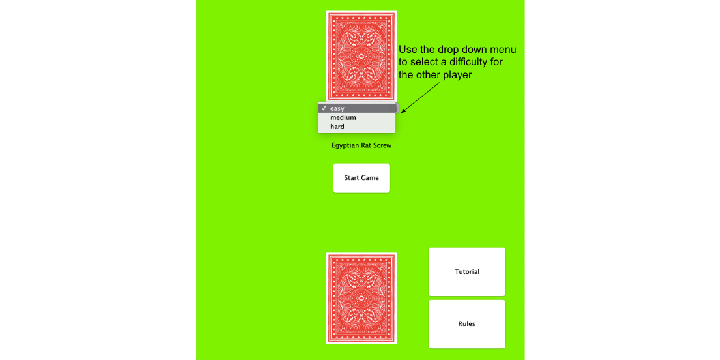 Use the drop down menu
to select a difficulty for
the other player
✓ easy
medium
hard
Egyptian Rat Screw
Start Game
Tutorial
Rules